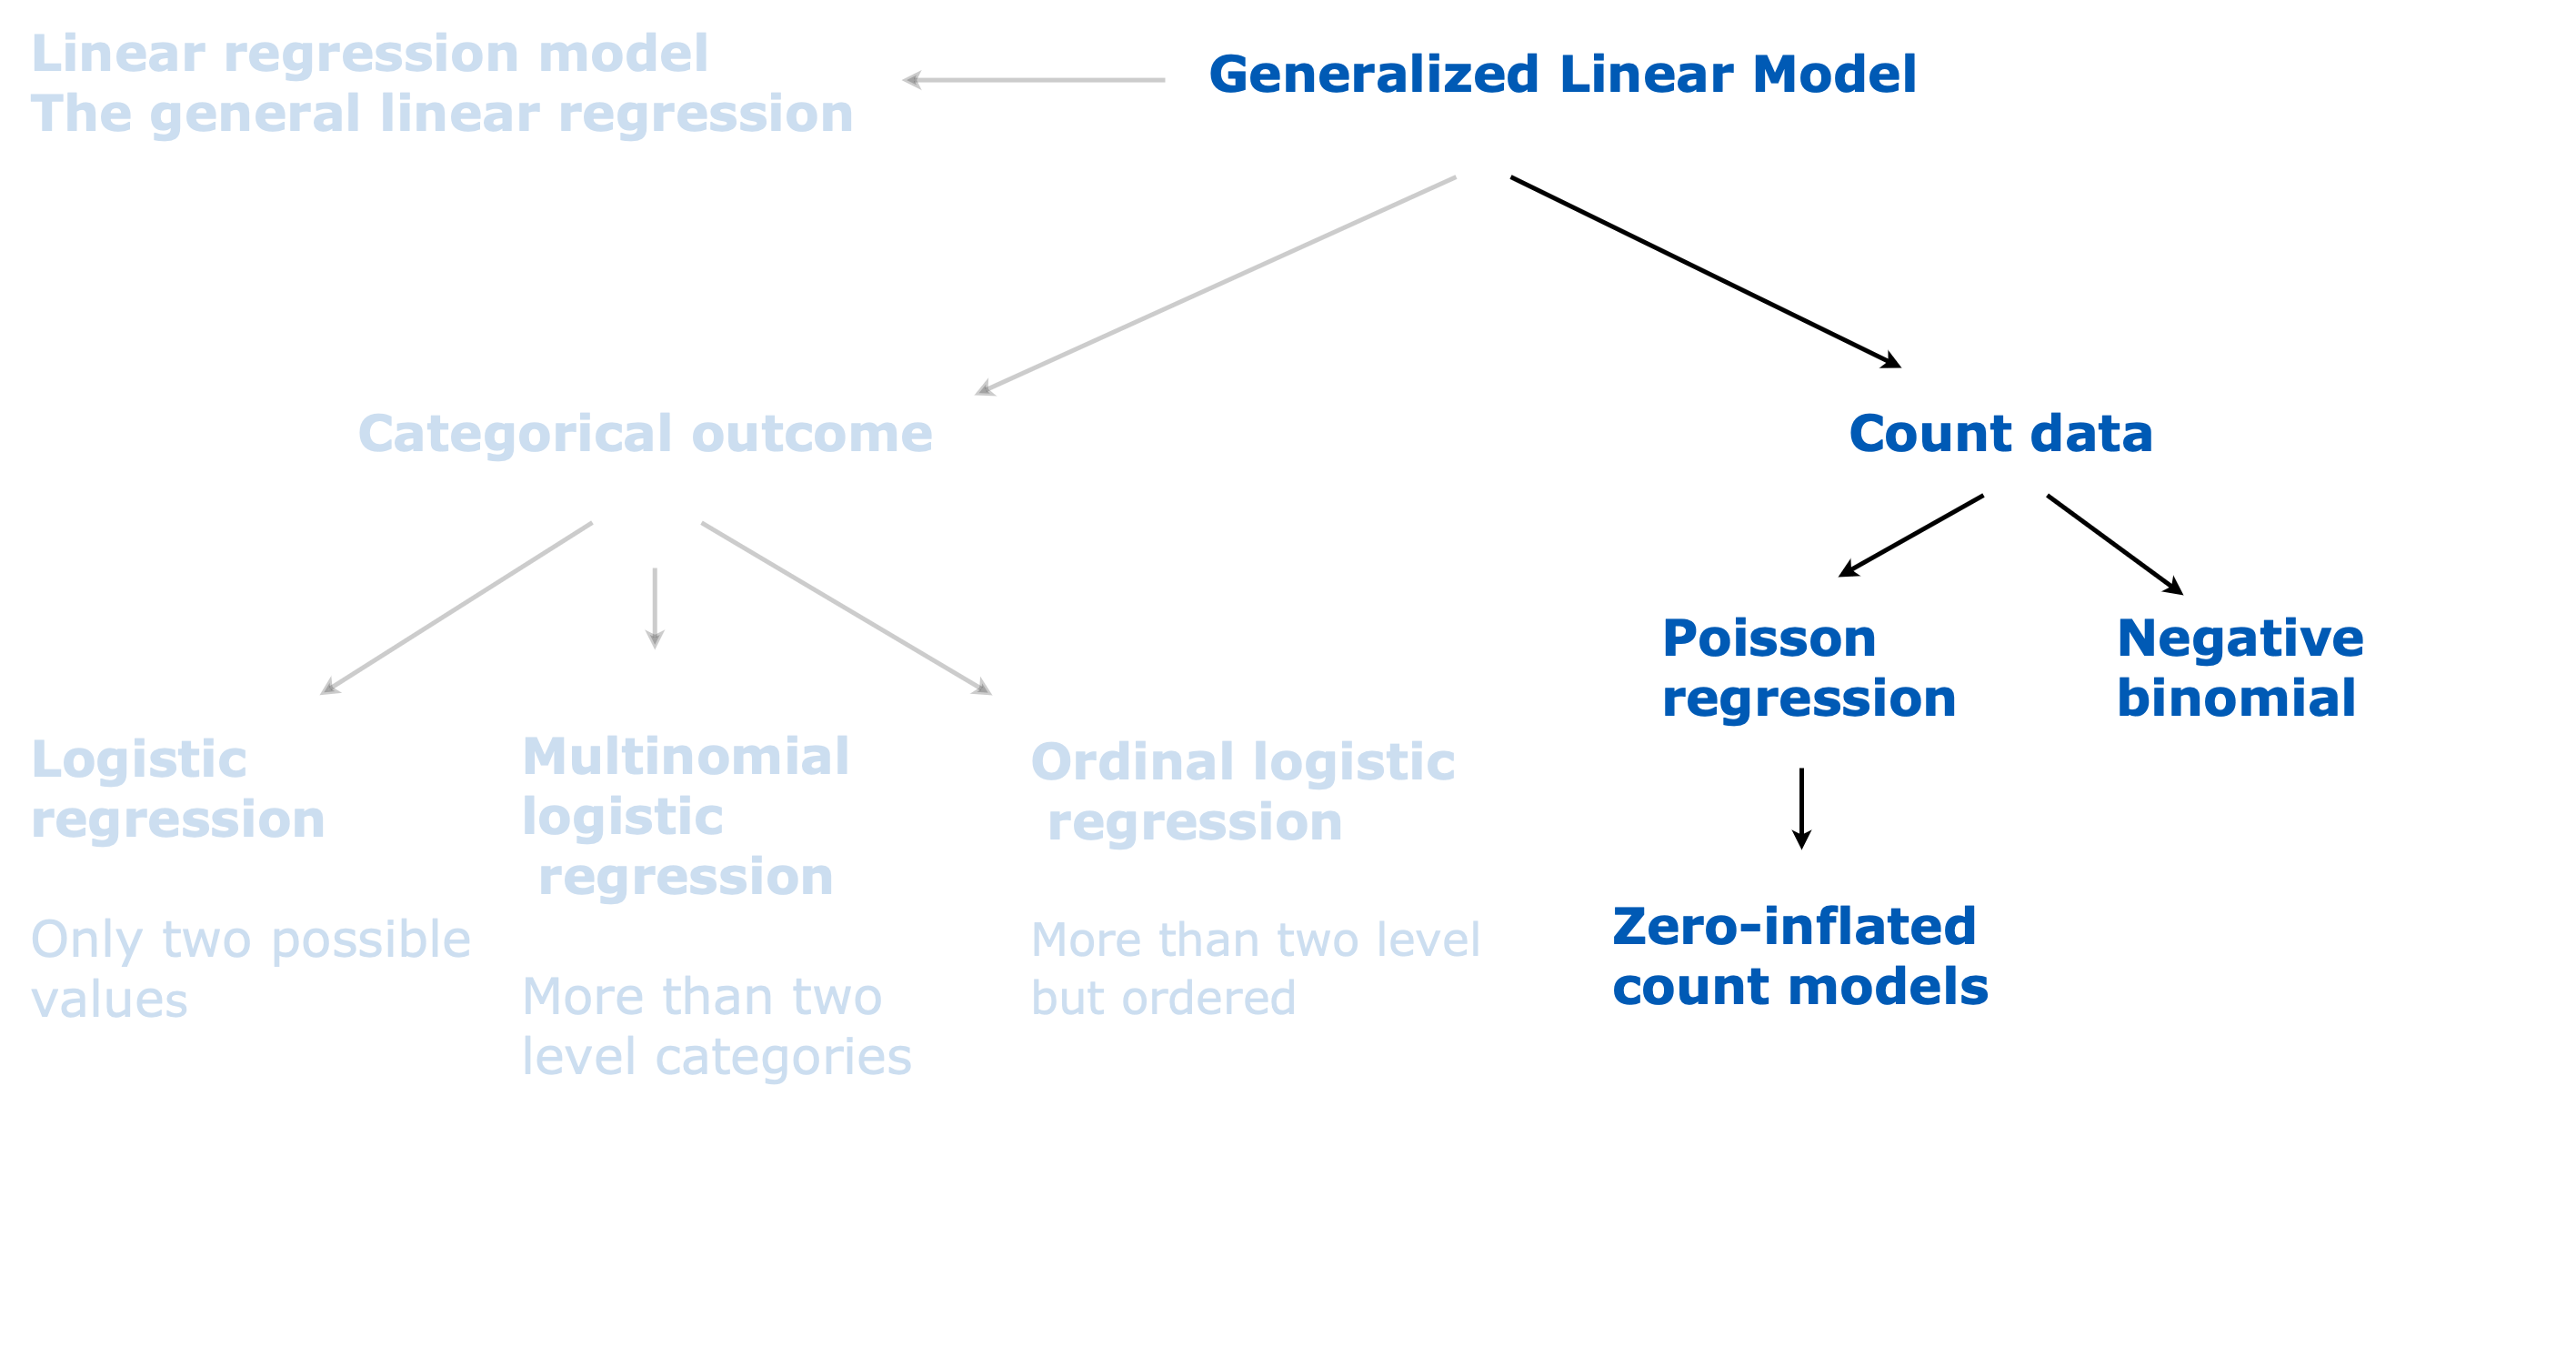 Linear regression model
The general linear regression
Generalized Linear Model
Categorical outcome
Count data
Logistic
regression
Only two possible
values
Multinomial
logistic
regression
More than two
level categories
Ordinal logistic
regression
More than two level
but ordered
Poisson
regression
Negative
binomial
Zero-inflated
count models